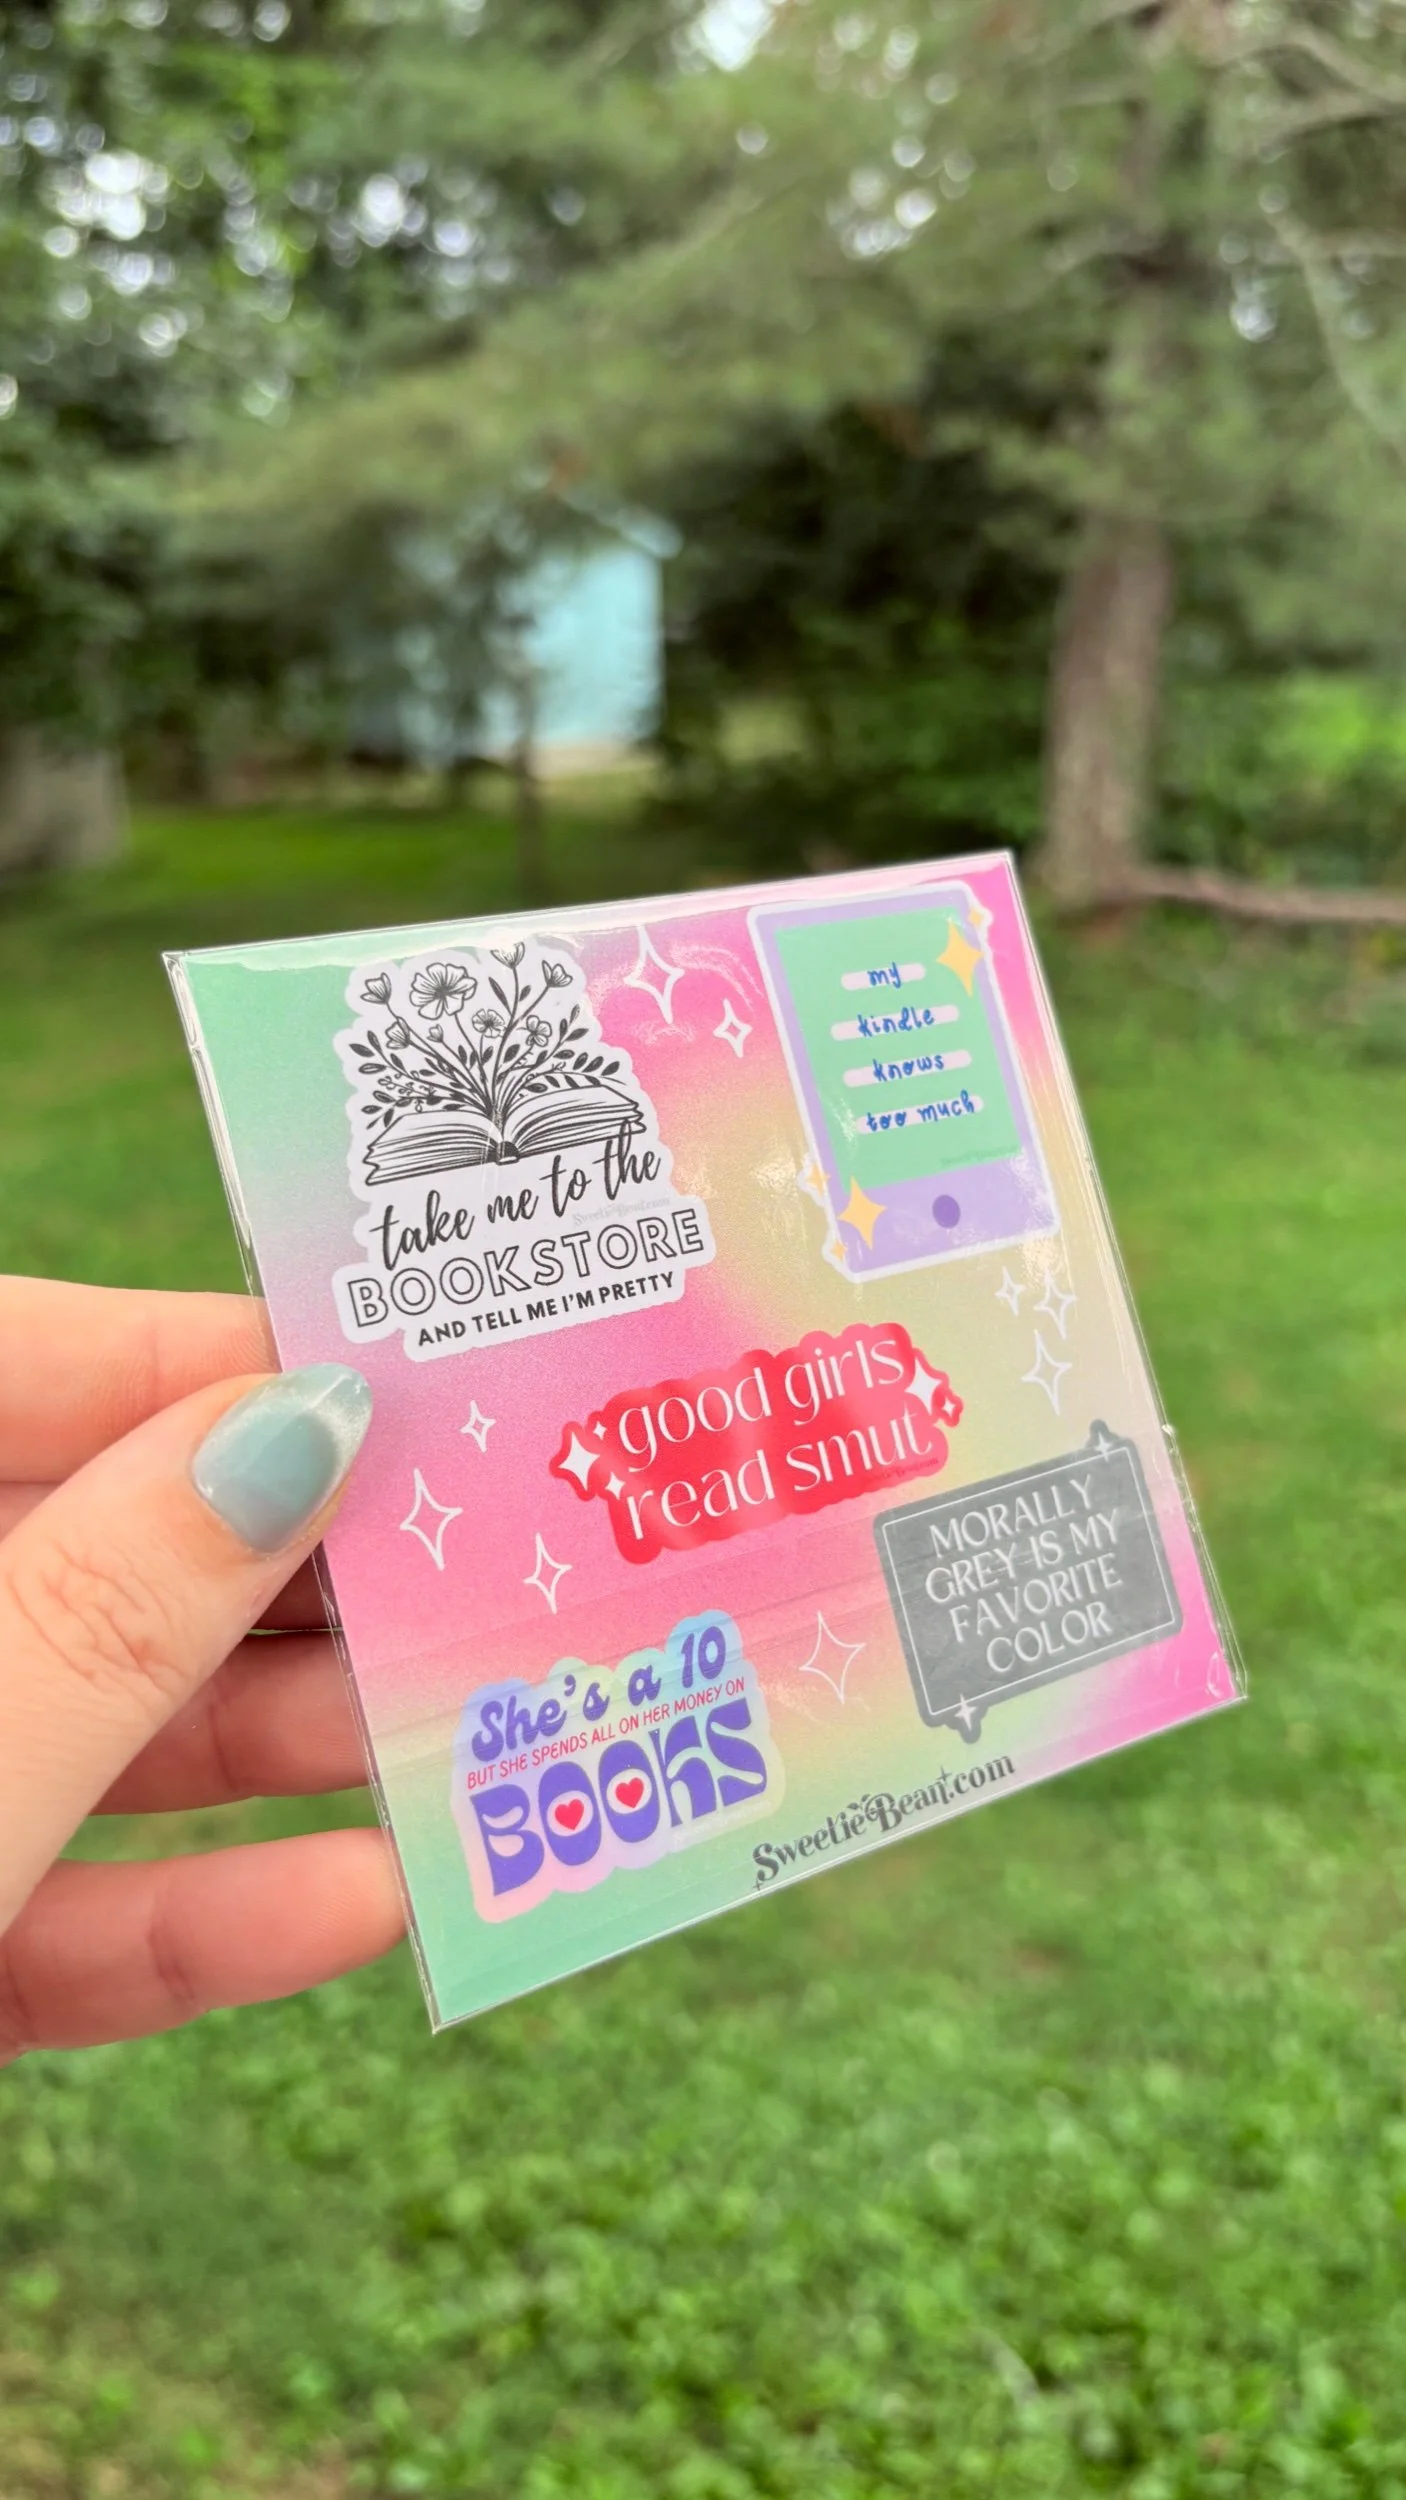 take me to the
BOOKSTORE
AND TELL ME I'M PRETTY
my
kindle
knows
too much
good girls
read smut
MORALLY
GREY IS MY
FAVORITE
COLOR
She's a 10
BUT SHE SPENDS ALL ON HER MONEY ON
BOOKS
SweetieBean.com